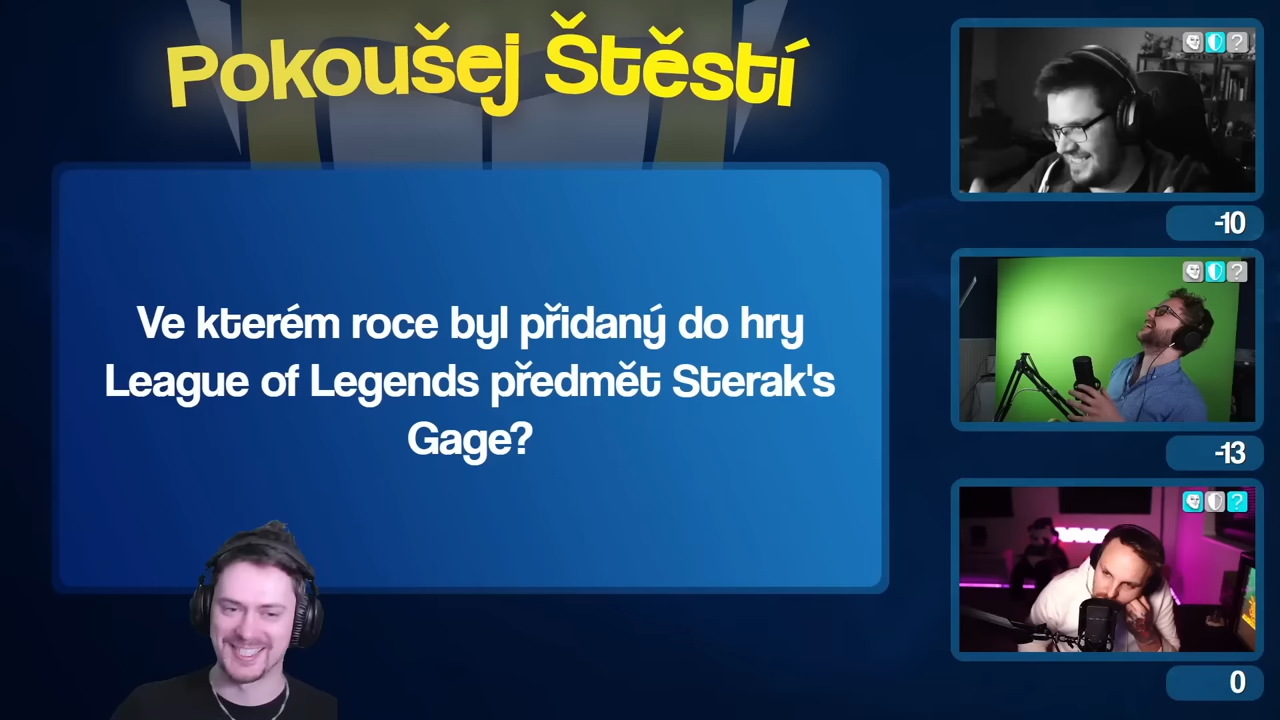 Pokoušej Štěstí
Ve kterém roce byl přidaný do hry
League of Legends předmět Sterak's
Gage?
?
-10
?
-13
?
0